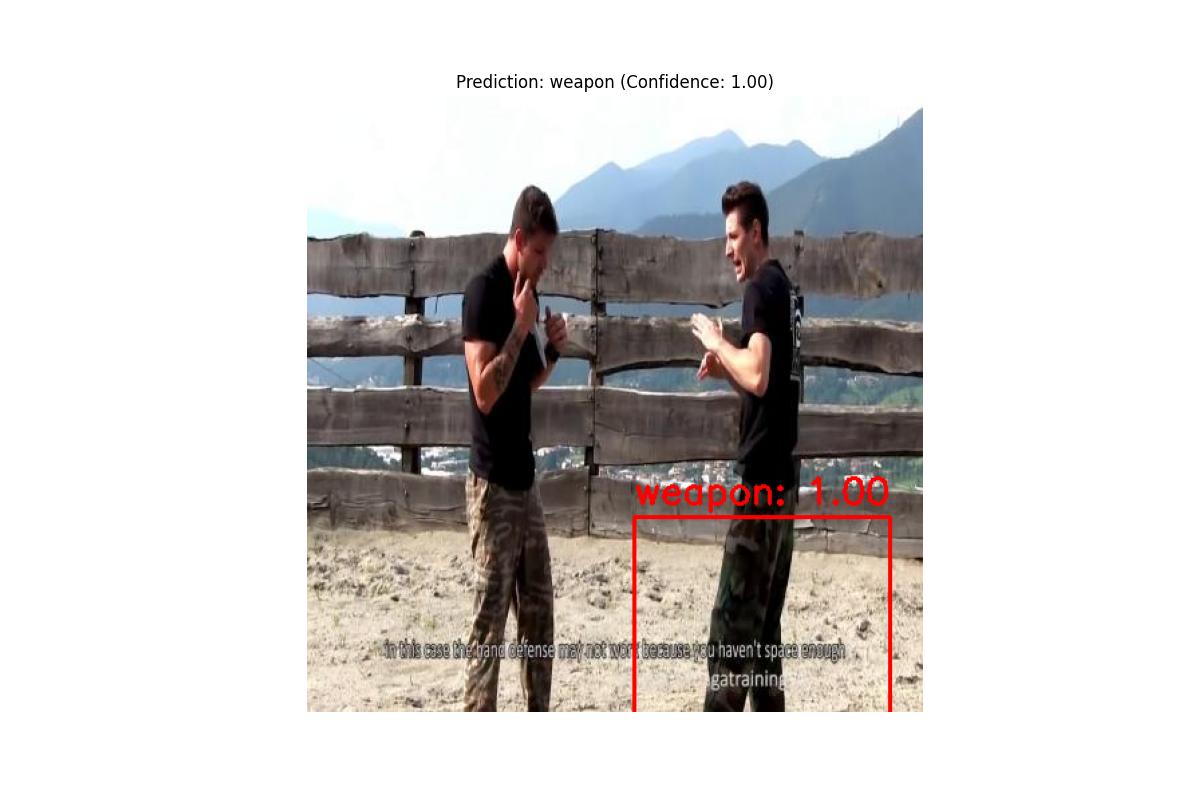 Prediction: weapon (Confidence: 1.00)
weapon: 1.00
in this case the hand defense may not work because you haven't space enough
gatraining